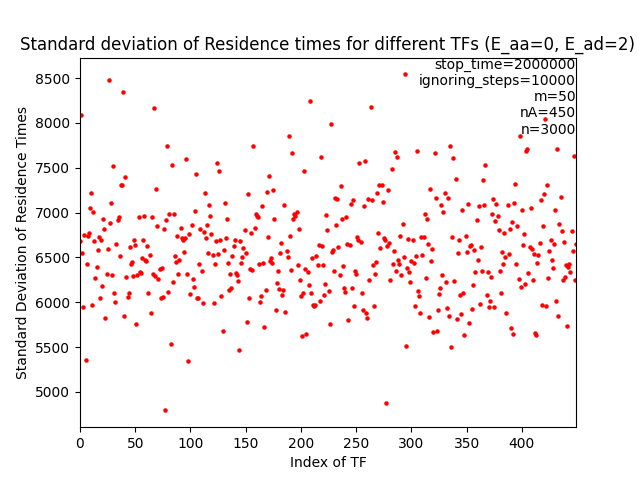 Standard deviation of Residence times for different TFs (E_aa=0, E_ad=2)
stop_time=2000000
ignoring_steps=10000
m=50
nA=450
n=3000
Standard Deviation of Residence Times
8500
8000
7500
7000
6500
6000
5500
5000
0 50 100 150 200 250 300 350 400
Index of TF